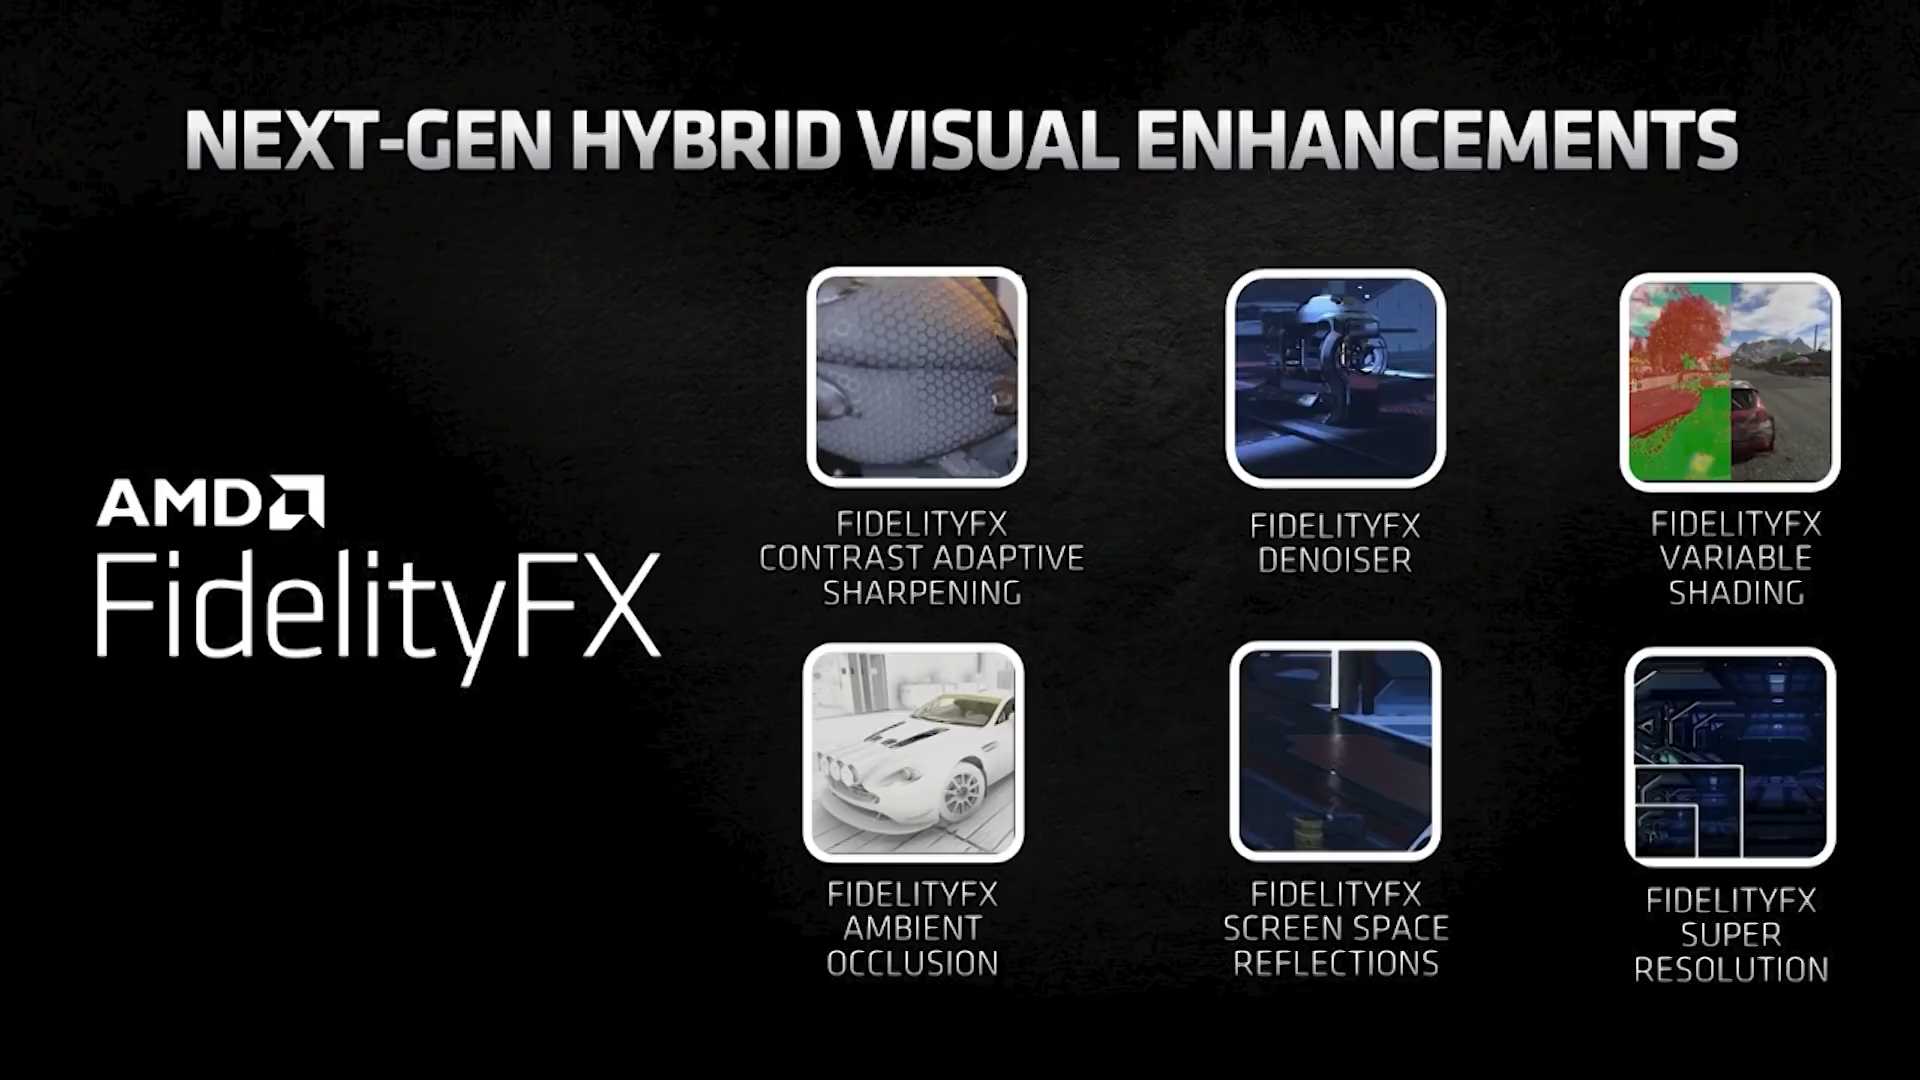 NEXT-GEN HYBRID VISUAL ENHANCEMENTS
AMD
FidelityFX
FIDELITYFX
CONTRAST ADAPTIVE
SHARPENING
FIDELITYFX
DENOISER
FIDELITYFX
VARIABLE
SHADING
FIDELITYFX
AMBIENT
OCCLUSION
FIDELITYFX
SCREEN SPACE
REFLECTIONS
FIDELITYFX
SUPER
RESOLUTION